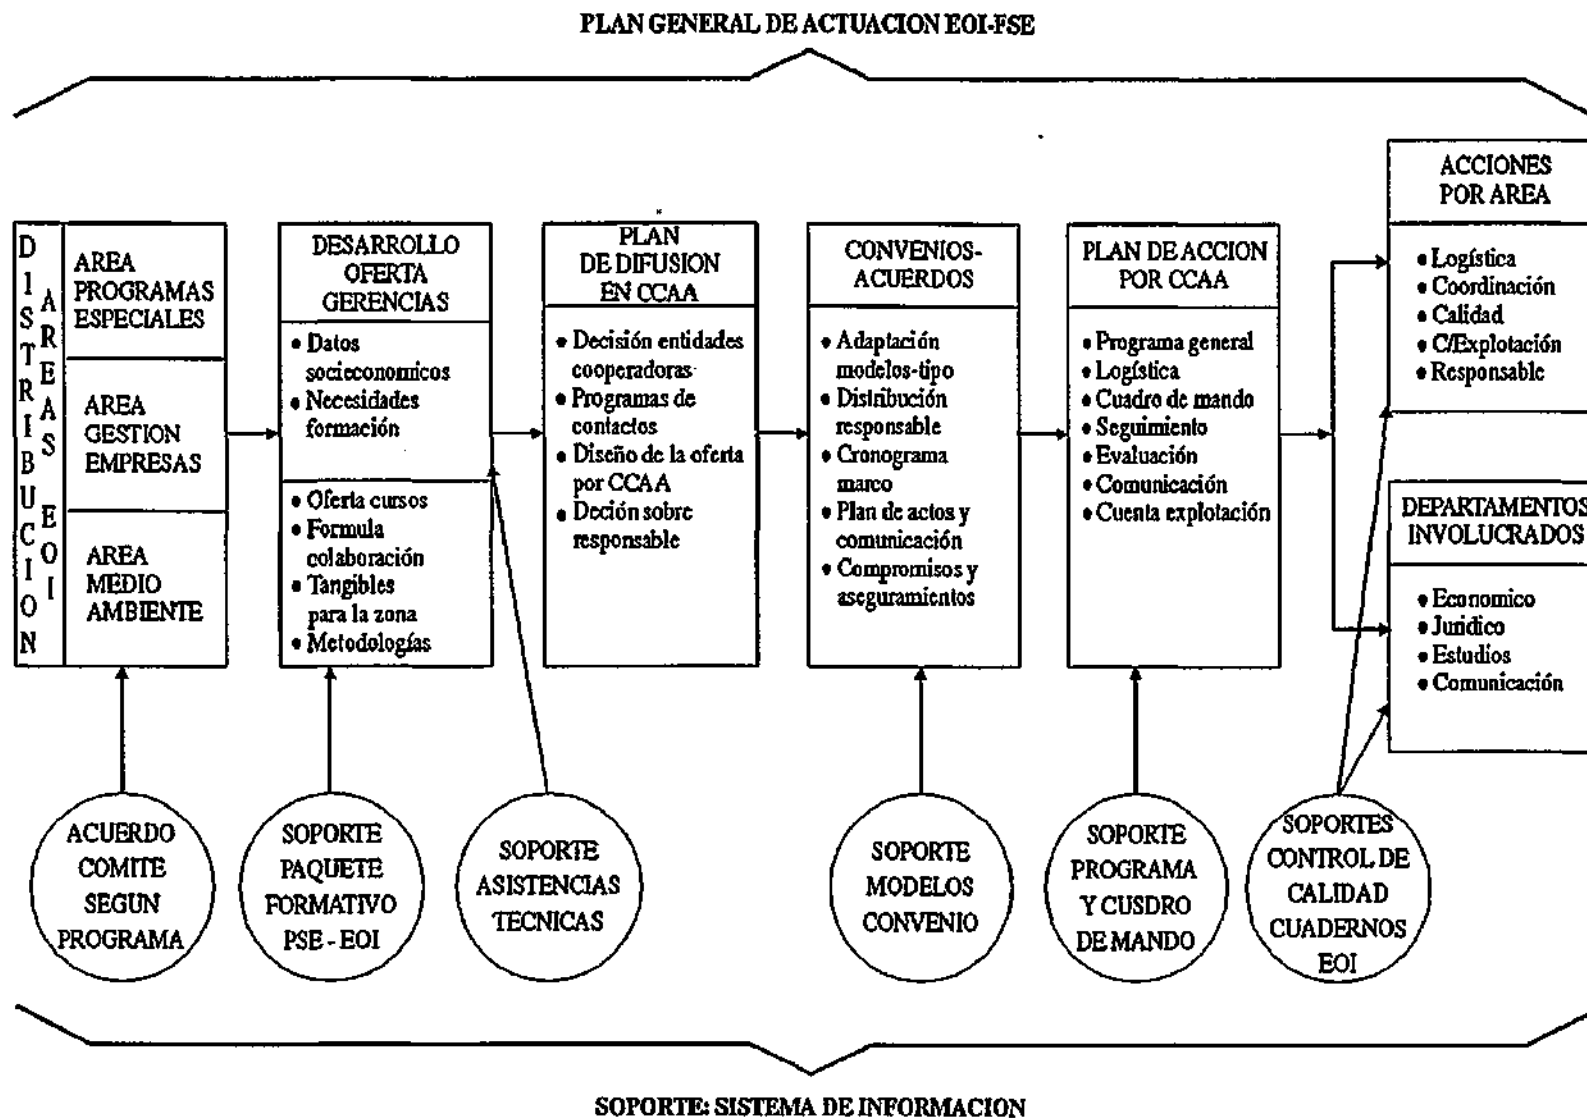 PLAN GENERAL DE ACTUACION EOI-FSE
DISTRIBUCION
AREAS EOI
AREA
PROGRAMAS
ESPECIALES
AREA
GESTION
EMPRESAS
AREA
MEDIO
AMBIENTE
DESARROLLO
OFERTA
GERENCIAS
• Datos
socieconomicos
• Necesidades
formación
• Oferta cursos
• Formula
colaboración
• Tangibles
para la zona
• Metodologías
PLAN
DE DIFUSION
EN CCAA
• Decisión entidades
cooperadoras
• Programas de
contactos
• Diseño de la oferta
por CCAA
• Deción sobre
responsable
CONVENIOS-
ACUERDOS
• Adaptación
modelos-tipo
• Distribución
responsable
• Cronograma
marco
• Plan de actos y
comunicación
• Compromisos y
aseguramientos
PLAN DE ACCION
POR CCAA
• Programa general
• Logística
• Cuadro de mando
• Seguimiento
• Evaluación
• Comunicación
• Cuenta explotación
ACCIONES
POR AREA
• Logística
• Coordinación
• Calidad
• C/Explotación
• Responsable
DEPARTAMENTOS
INVOLUCRADOS
• Economico
• Juridico
• Estudios
• Comunicación
ACUERDO
COMITE
SEGUN
PROGRAMA
SOPORTE
PAQUETE
FORMATIVO
PSE - EOI
SOPORTE
ASISTENCIAS
TECNICAS
SOPORTE
MODELOS
CONVENIO
SOPORTE
PROGRAMA
Y CUSDRO
DE MANDO
SOPORTES
CONTROL DE
CALIDAD
CUADERNOS
EOI
SOPORTE: SISTEMA DE INFORMACION